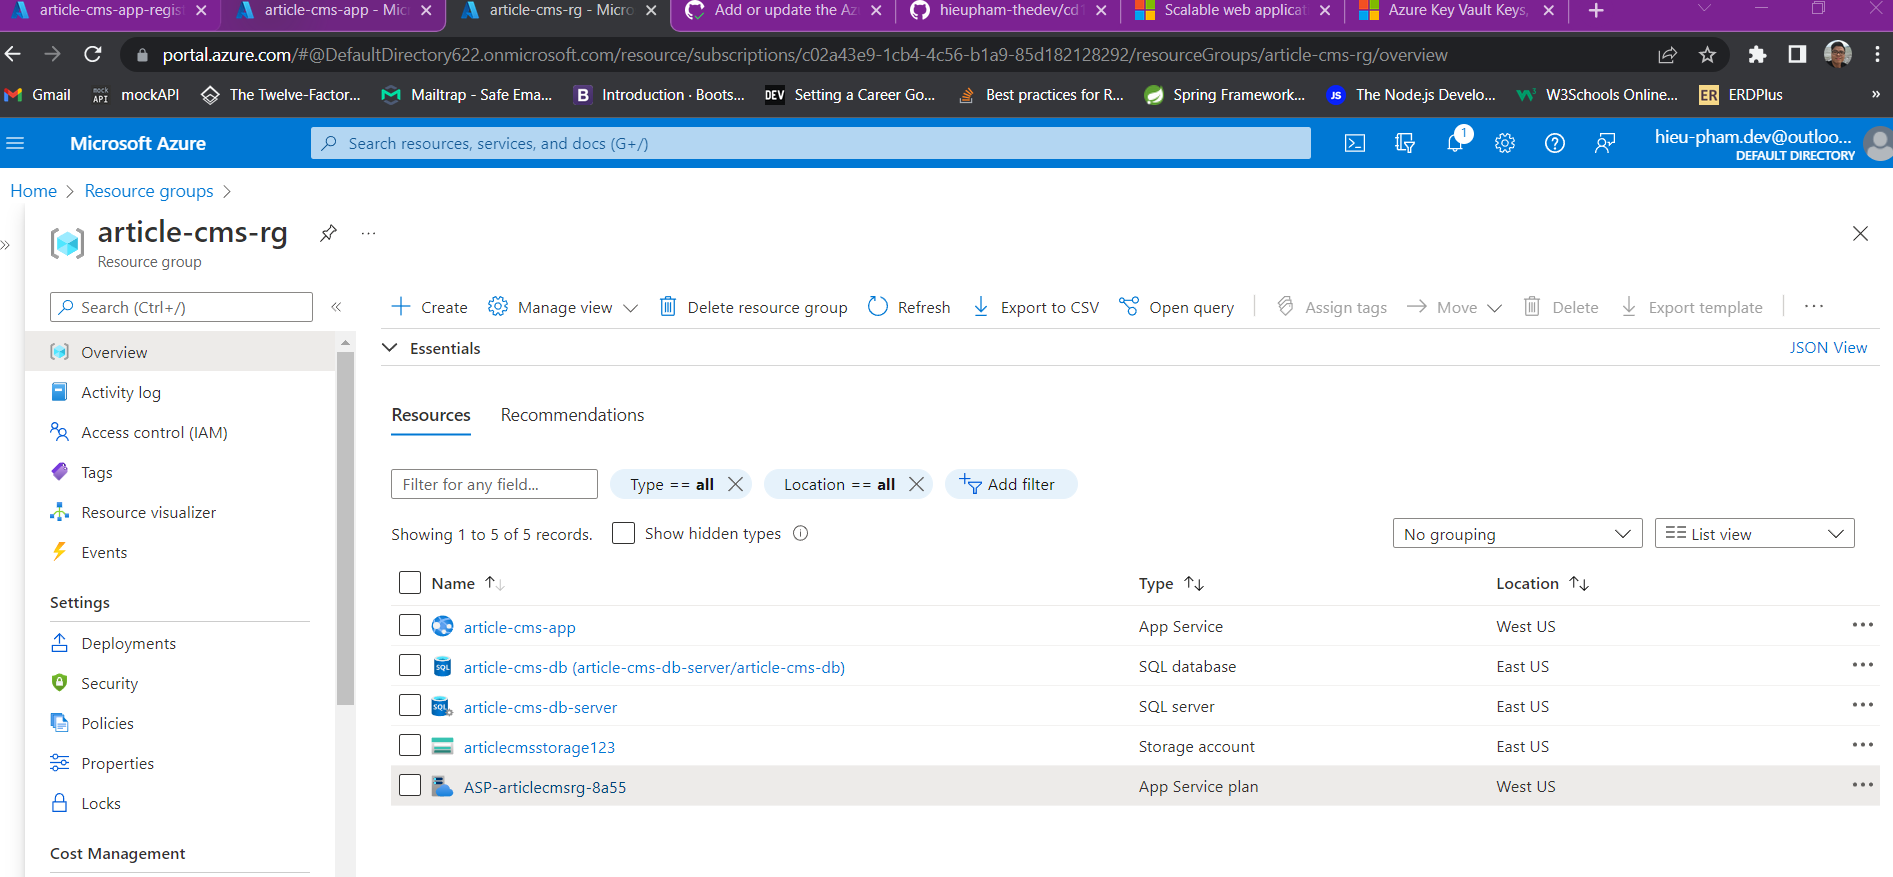 article-cms-app-regist
article-cms-app - Mic
article-cms-rg - Micro
Add or update the Az
hieupham-thedev/cd1
Scalable web applicat
Azure Key Vault Keys,
portal.azure.com/#@DefaultDirectory622.onmicrosoft.com/resource/subscriptions/c02a43e9-1cb4-4c56-b1a9-85d182128292/resourceGroups/article-cms-rg/overview
Gmail
mock API
mockAPI
The Twelve-Factor...
Mailtrap - Safe Ema...
B
Introduction · Boots...
DEV
Setting a Career Go...
Best practices for R...
Spring Framework...
JS
The Node.js Develo...
W3Schools Online...
ER
ERDPlus
»
Microsoft Azure
Search resources, services, and docs (G+/)
1
hieu-pham.dev@outloo...
DEFAULT DIRECTORY
Home > Resource groups >
article-cms-rg
...
Resource group
Search (Ctrl+/)
«
Create
Manage view
Delete resource group
Refresh
Export to CSV
Open query
Assign tags
Move
Delete
Export template
...
Overview
Activity log
Access control (IAM)
Tags
Resource visualizer
Events
Settings
Deployments
Security
Policies
Properties
Locks
Cost Management
Essentials
JSON View
Resources
Recommendations
Filter for any field...
Type == all
Location == all
Add filter
Showing 1 to 5 of 5 records.
Show hidden types
No grouping
List view
Name
Type
Location
article-cms-app
App Service
West US
article-cms-db (article-cms-db-server/article-cms-db)
SQL database
East US
article-cms-db-server
SQL server
East US
articlecmsstorage123
Storage account
East US
ASP-articlecmsrg-8a55
App Service plan
West US